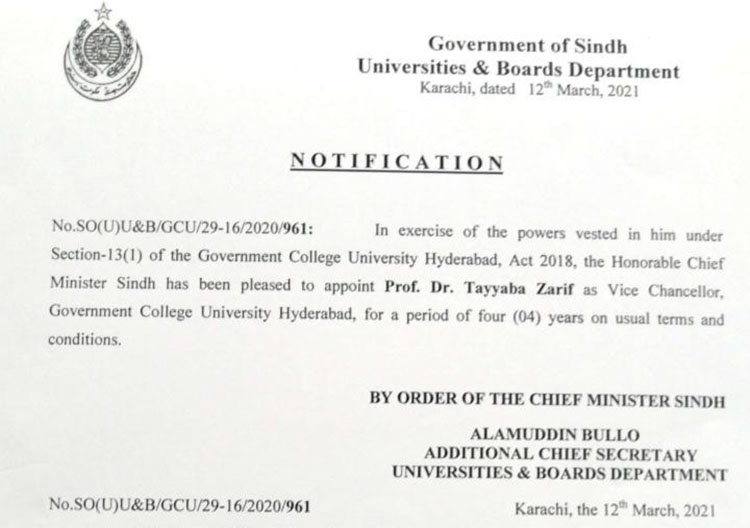 Government of Sindh
Universities & Boards Department
Karachi, dated 12th March, 2021
NOTIFICATION
No.SO(U)U&B/GCU/29-16/2020/961: In exercise of the powers vested in him under
Section-13(1) of the Government College University Hyderabad, Act 2018, the Honorable Chief
Minister Sindh has been pleased to appoint Prof. Dr. Tayyaba Zarif as Vice Chancellor,
Government College University Hyderabad, for a period of four (04) years on usual terms and
conditions.
BY ORDER OF THE CHIEF MINISTER SINDH
ALAMUDDIN BULLO
ADDITIONAL CHIEF SECRETARY
UNIVERSITIES & BOARDS DEPARTMENT
No.SO(U)U&B/GCU/29-16/2020/961 Karachi, the 12th March, 2021